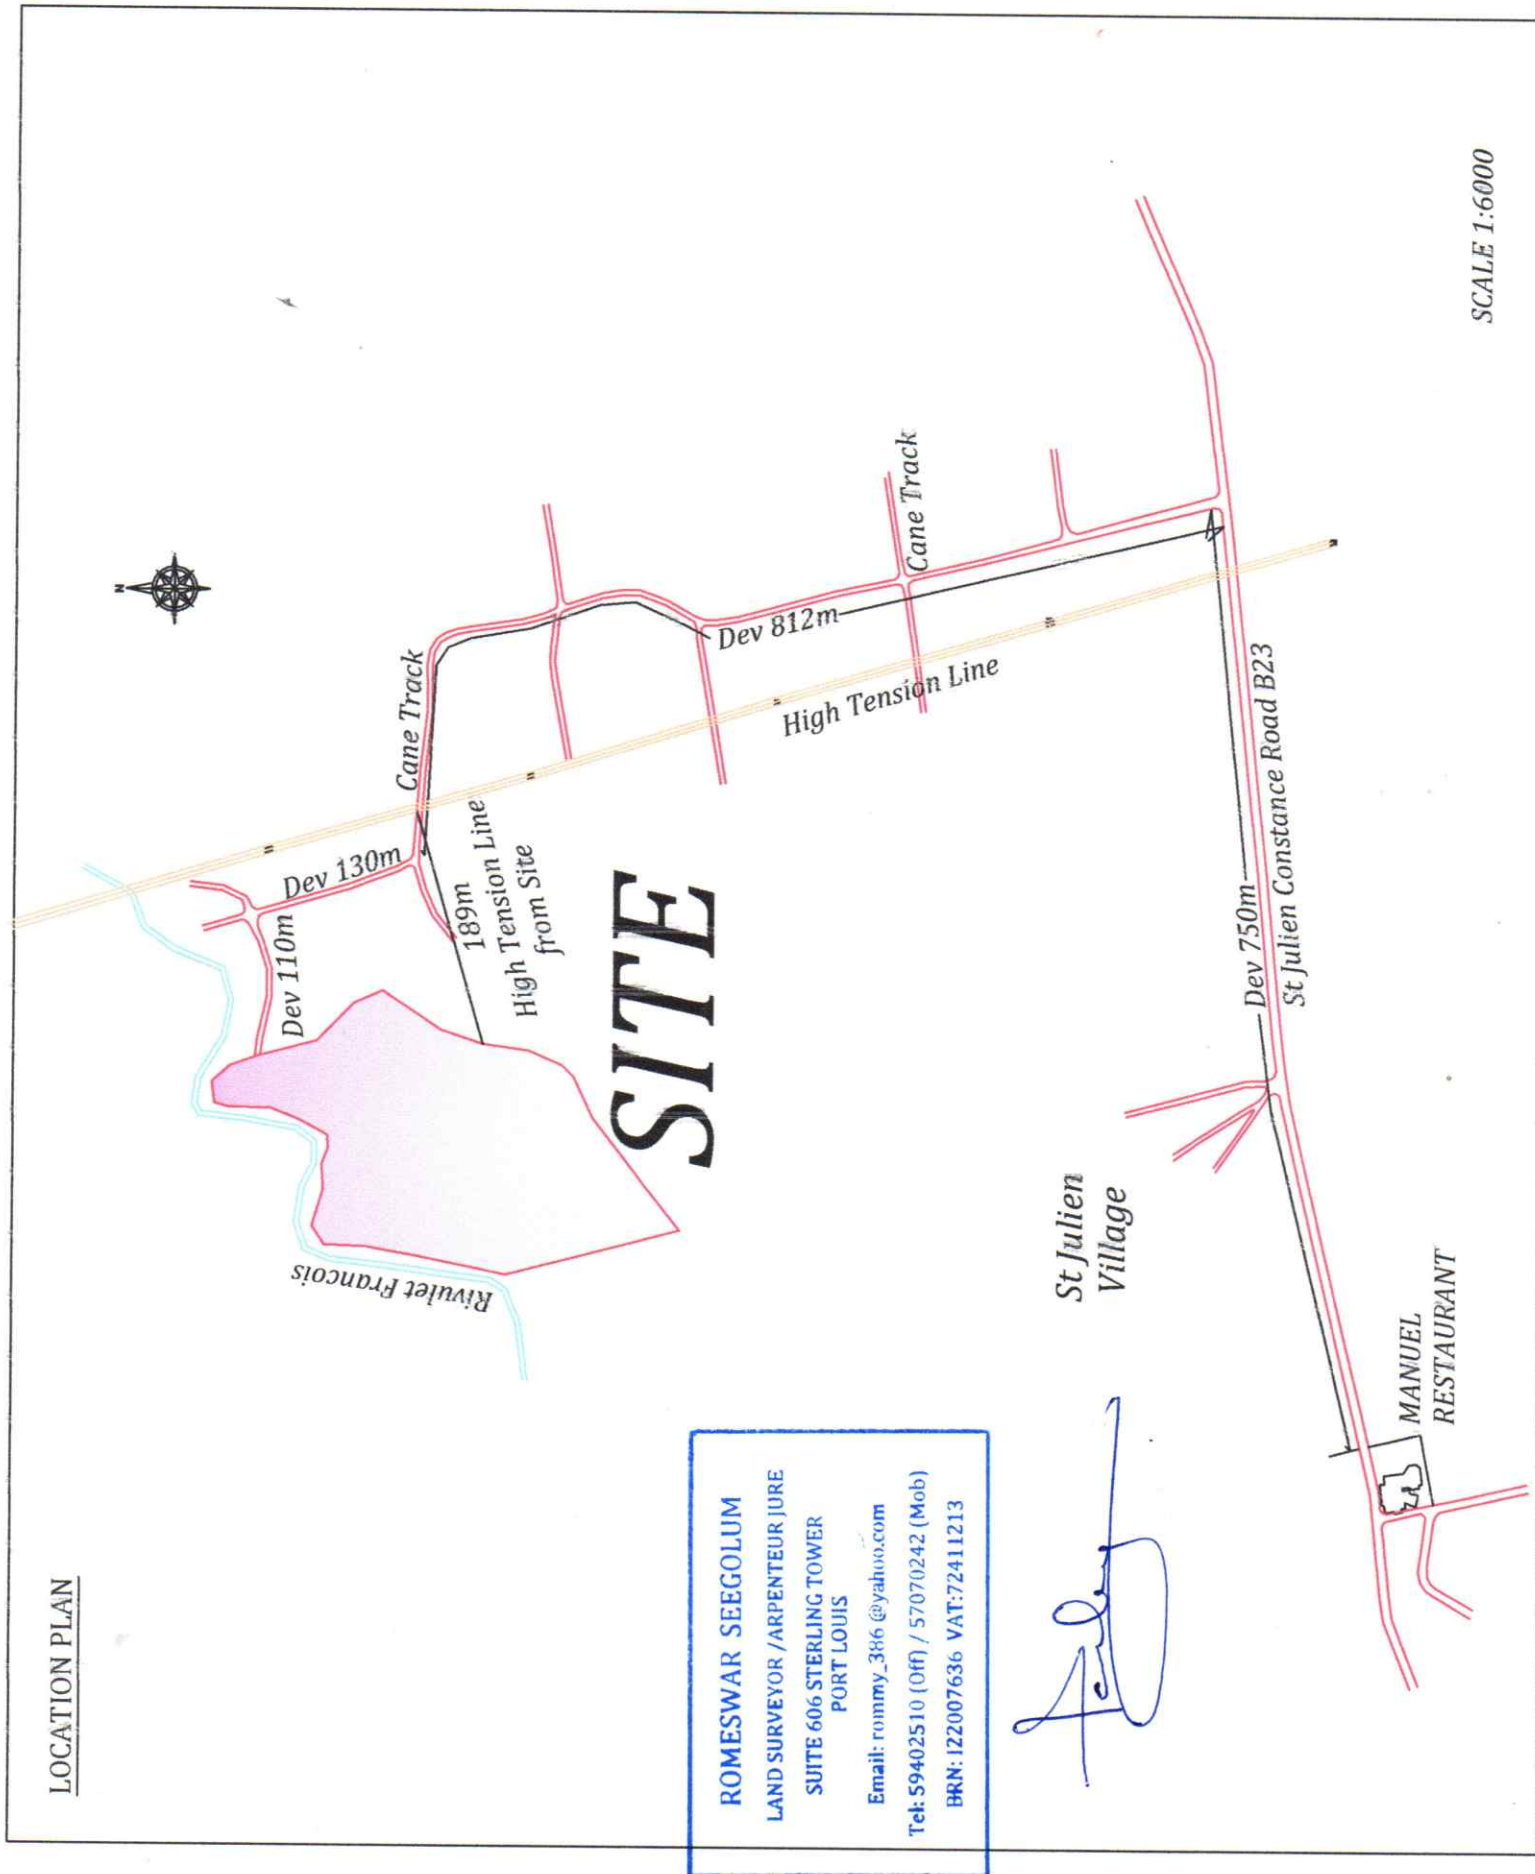 LOCATION PLAN
N
Rivulet Francois
Dev 110m
Dev 130m
Cane Track
189m
High Tension Line
from Site
SITE
Dev 812m
High Tension Line
Cane Track
St Julien
Village
Dev 750m
St Julien Constance Road B23
MANUEL
RESTAURANT
SCALE 1:6000
ROMESWAR SEEGOLUM
LAND SURVEYOR /ARPENTEUR JURE
SUITE 606 STERLING TOWER
PORT LOUIS
Email: rommy_386 @yahoo.com
Tel: 59402510 (Off) / 57070242 (Mob)
BRN: I22007636 VAT:72411213